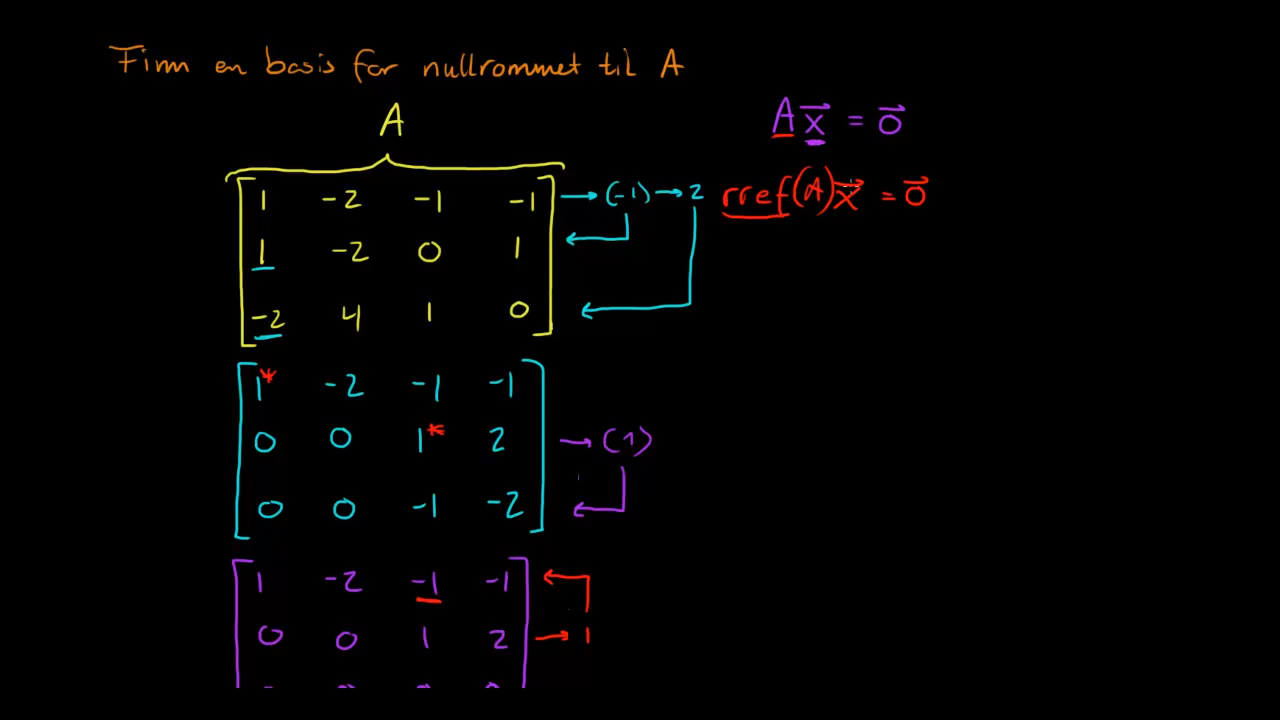 Finn en basis for nullrommet til A
A
A x⃗ = 0⃗
1 -2 -1 -1 → (-1) → 2
rref(A) x⃗ = 0⃗
1 -2 0 1
-2 4 1 0
1* -2 -1 -1
0 0 1* 2 → (1)
0 0 -1 -2
1 -2 -1 -1
0 0 1 2 → 1